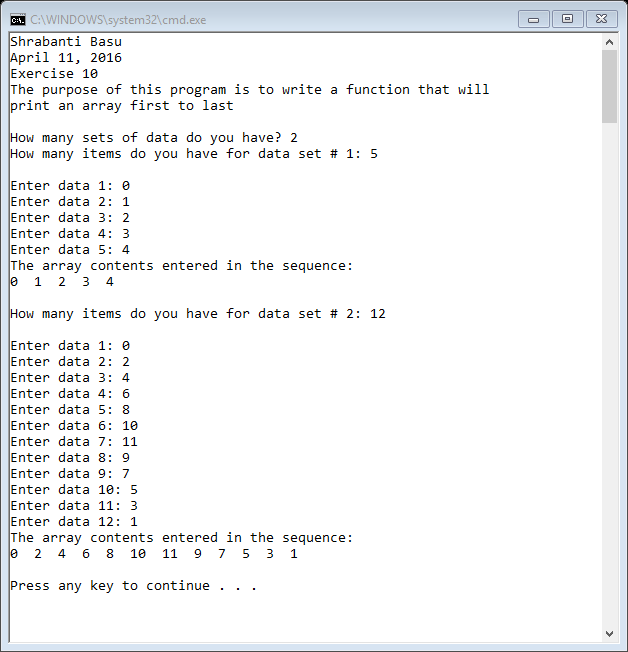 C:\WINDOWS\system32\cmd.exe
Shrabanti Basu
April 11, 2016
Exercise 10
The purpose of this program is to write a function that will
print an array first to last
How many sets of data do you have? 2
How many items do you have for data set # 1: 5
Enter data 1: 0
Enter data 2: 1
Enter data 3: 2
Enter data 4: 3
Enter data 5: 4
The array contents entered in the sequence:
0  1  2  3  4
How many items do you have for data set # 2: 12
Enter data 1: 0
Enter data 2: 2
Enter data 3: 4
Enter data 4: 6
Enter data 5: 8
Enter data 6: 10
Enter data 7: 11
Enter data 8: 9
Enter data 9: 7
Enter data 10: 5
Enter data 11: 3
Enter data 12: 1
The array contents entered in the sequence:
0  2  4  6  8  10  11  9  7  5  3  1
Press any key to continue . . .